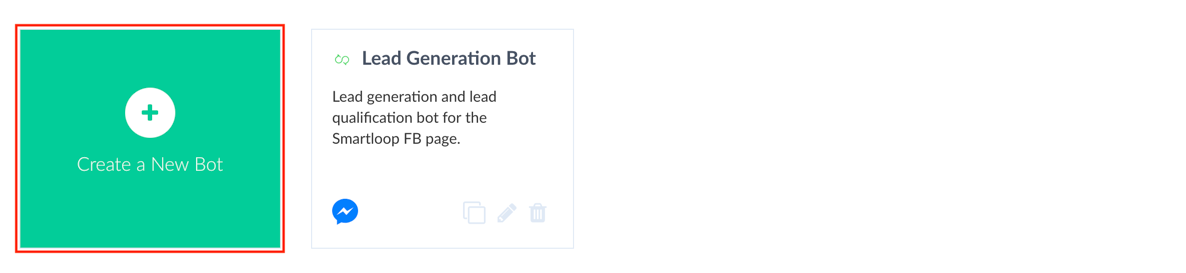 Create a New Bot
Lead Generation Bot
Lead generation and lead
qualification bot for the
Smartloop FB page.